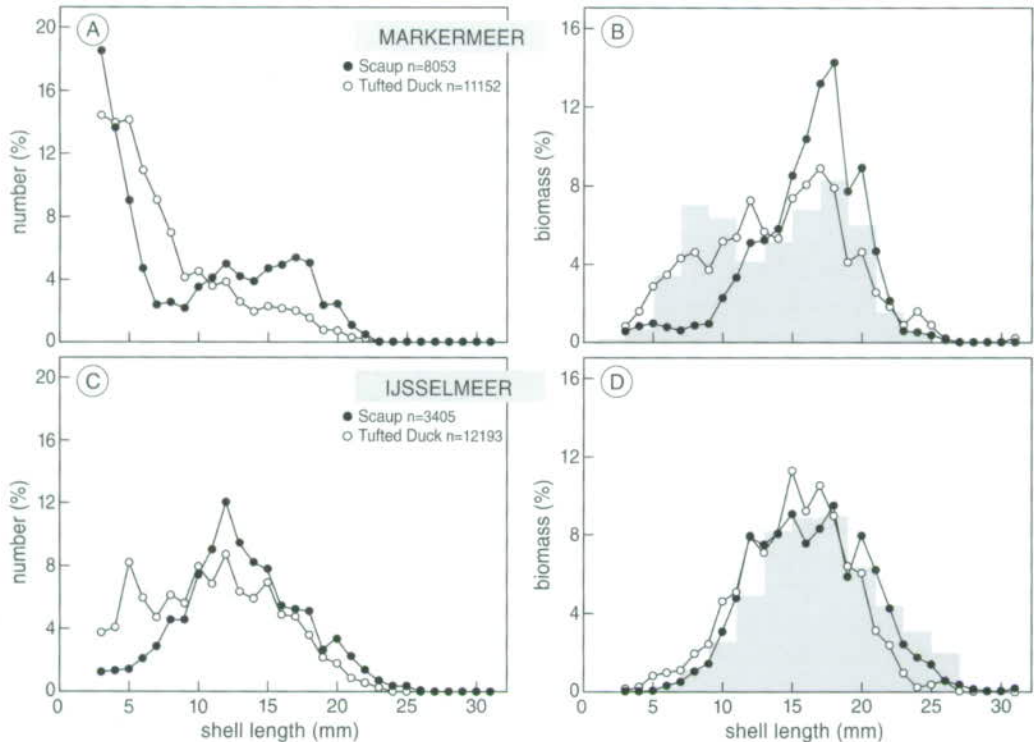 A
MARKERMEER
B
Scaup n=8053
Tufted Duck n=11152
number (%)
20
16
12
8
4
0
biomass (%)
16
12
8
4
0
C
IJSSELMEER
D
Scaup n=3405
Tufted Duck n=12193
number (%)
20
16
12
8
4
0
0 5 10 15 20 25 30
shell length (mm)
biomass (%)
16
12
8
4
0
0 5 10 15 20 25 30
shell length (mm)